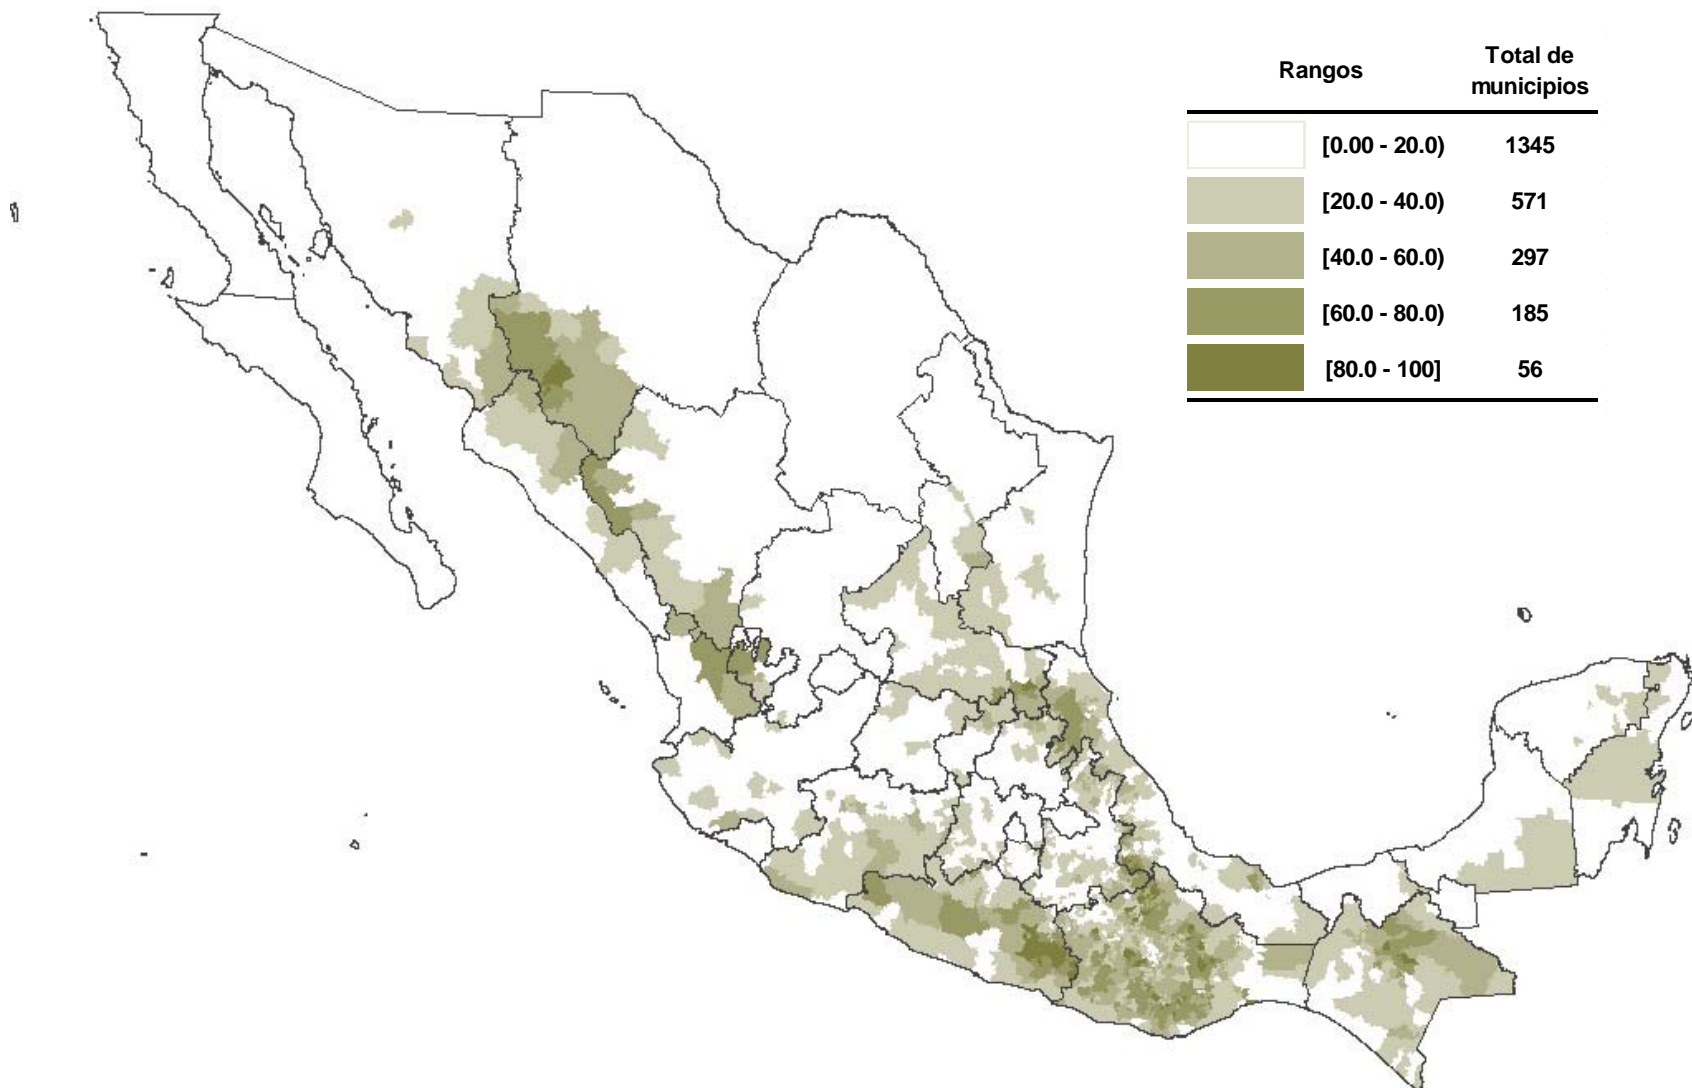 Rangos
Total de
municipios
[0.00 - 20.0) 1345
[20.0 - 40.0) 571
[40.0 - 60.0) 297
[60.0 - 80.0) 185
[80.0 - 100] 56